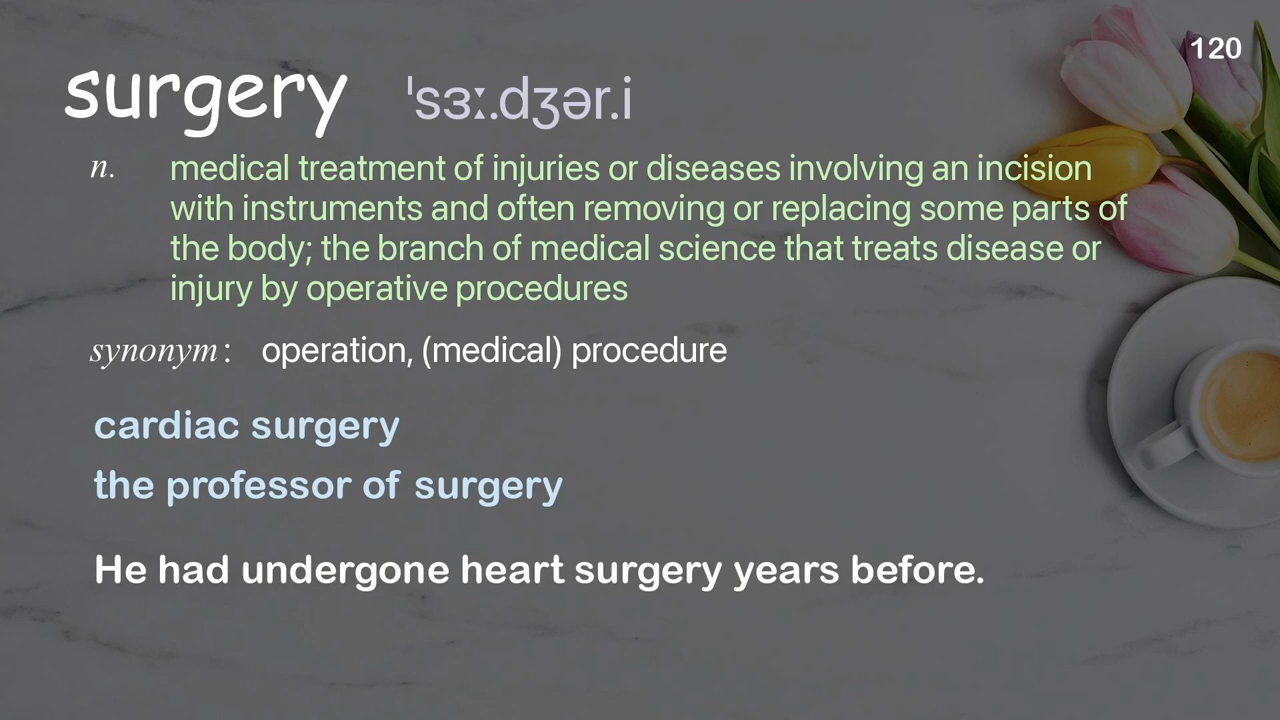 120
surgery ˈsɜː.dʒər.i
n. medical treatment of injuries or diseases involving an incision
with instruments and often removing or replacing some parts of
the body; the branch of medical science that treats disease or
injury by operative procedures
synonym: operation, (medical) procedure
cardiac surgery
the professor of surgery
He had undergone heart surgery years before.